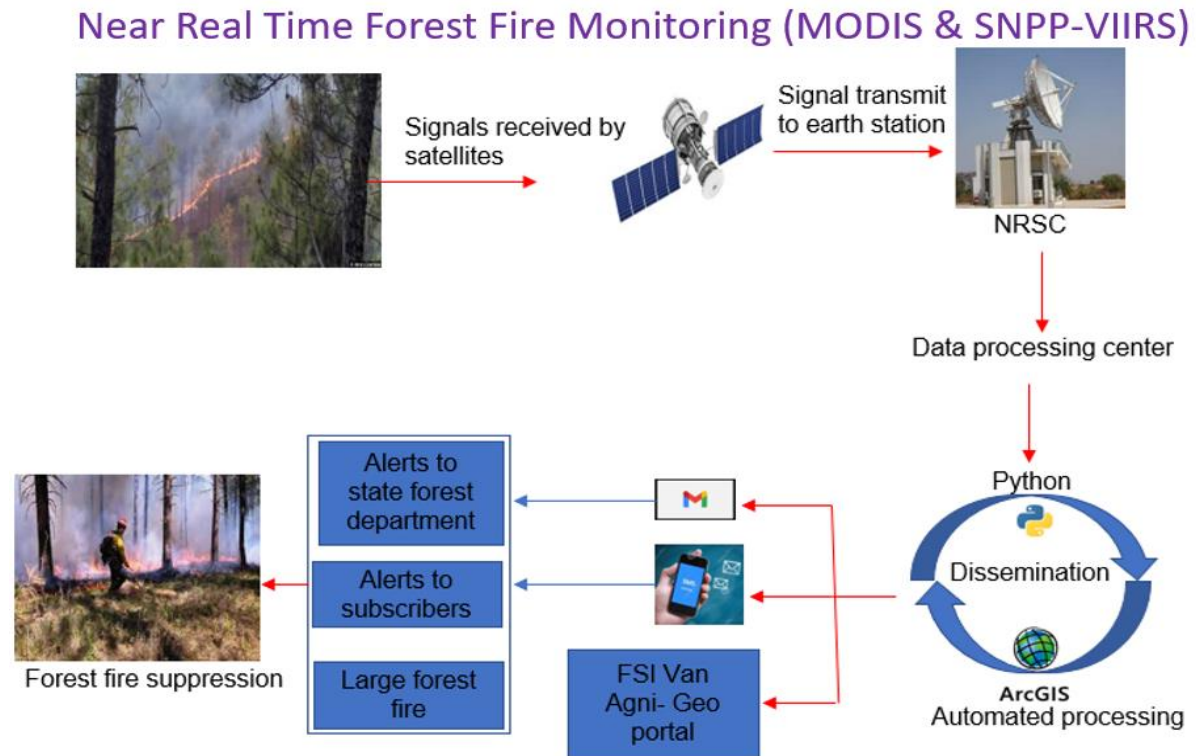 Near Real Time Forest Fire Monitoring (MODIS & SNPP-VIIRS)
Signals received by
satellites
Signal transmit
to earth station
NRSC
Data processing center
Python
Dissemination
ArcGIS
Automated processing
Alerts to
state forest
department
Alerts to
subscribers
Large forest
fire
FSI Van
Agni- Geo
portal
Forest fire suppression